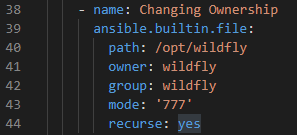 38 - name: Changing Ownership
39 ansible.builtin.file:
40 path: /opt/wildfly
41 owner: wildfly
42 group: wildfly
43 mode: '777'
44 recurse: yes